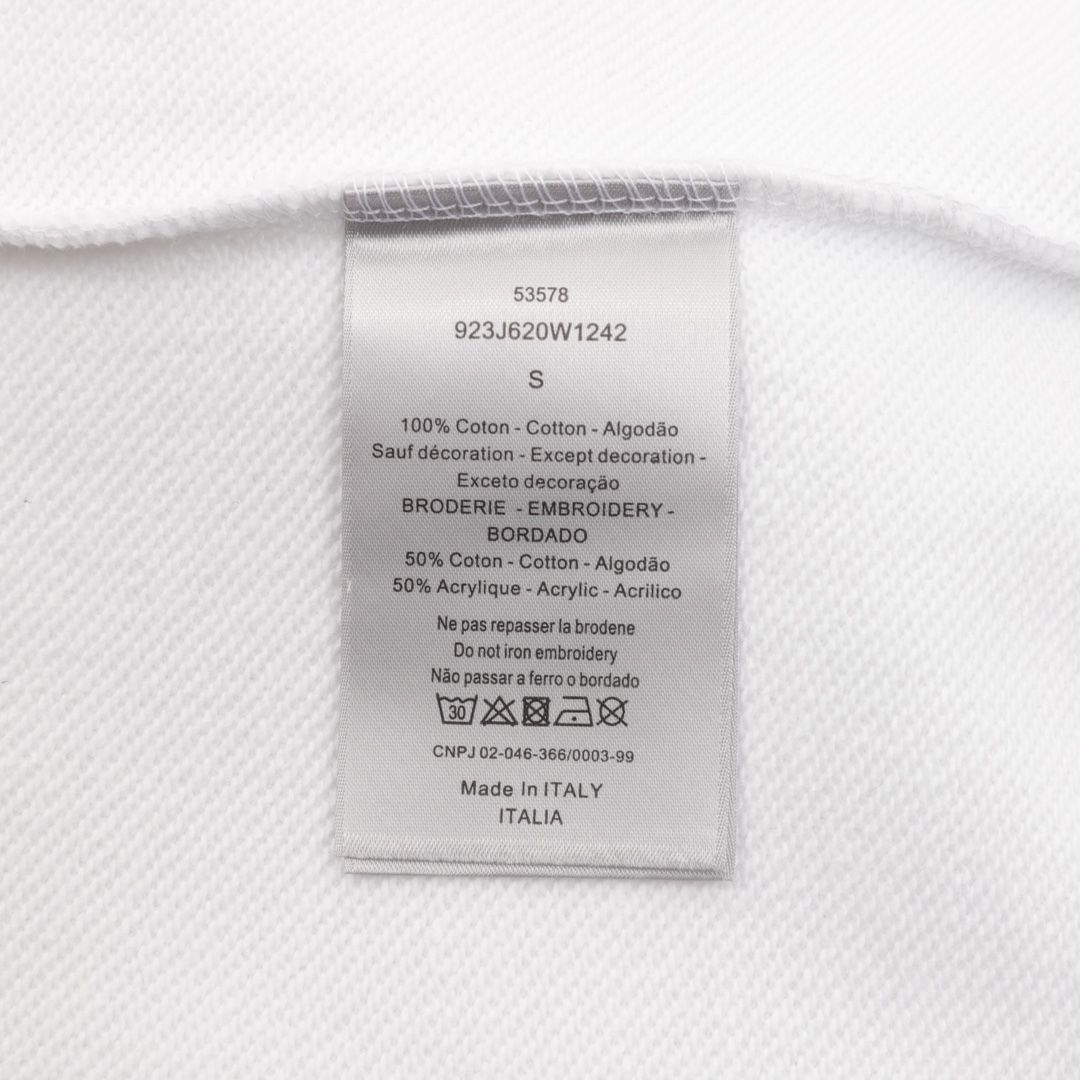 53578
923J620W1242
S
100% Coton - Cotton - Algodão
Sauf décoration - Except decoration -
Exceto decoração
BRODERIE - EMBROIDERY -
BORDADO
50% Coton - Cotton - Algodão
50% Acrylique - Acrylic - Acrilico
Ne pas repasser la brodene
Do not iron embroidery
Não passar a ferro o bordado
30
CNPJ 02-046-366/0003-99
Made In ITALY
ITALIA